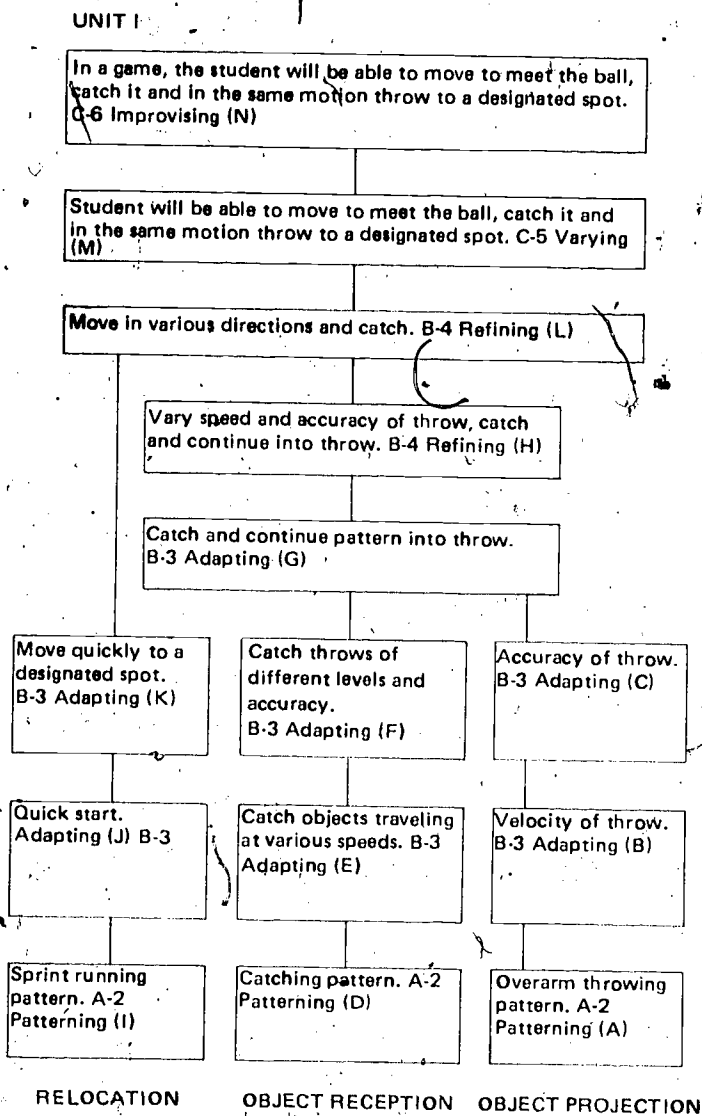 UNIT I
In a game, the student will be able to move to meet the ball,
catch it and in the same motion throw to a designated spot.
C-6 Improvising (N)
Student will be able to move to meet the ball, catch it and
in the same motion throw to a designated spot. C-5 Varying
(M)
Move in various directions and catch. B-4 Refining (L)
Vary speed and accuracy of throw, catch
and continue into throw. B-4 Refining (H)
Catch and continue pattern into throw.
B-3 Adapting (G)
Move quickly to a
designated spot.
B-3 Adapting (K)
Catch throws of
different levels and
accuracy.
B-3 Adapting (F)
Accuracy of throw.
B-3 Adapting (C)
Quick start.
Adapting (J) B-3
Catch objects traveling
at various speeds. B-3
Adapting (E)
Velocity of throw.
B-3 Adapting (B)
Sprint running
pattern. A-2
Patterning (I)
Catching pattern. A-2
Patterning (D)
Overarm throwing
pattern. A-2
Patterning (A)
RELOCATION
OBJECT RECEPTION
OBJECT PROJECTION